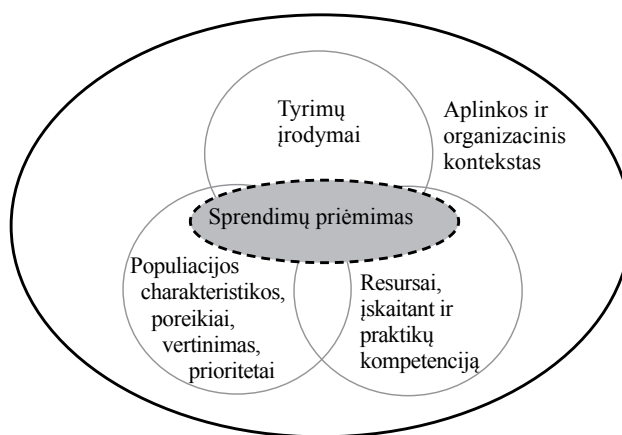 Tyrimų
įrodymai
Aplinkos ir
organizacinis
kontekstas
Sprendimų priėmimas
Populiacijos
charakteristikos,
poreikiai,
vertinimas,
prioritetai
Resursai,
įskaitant ir
praktikų
kompetenciją